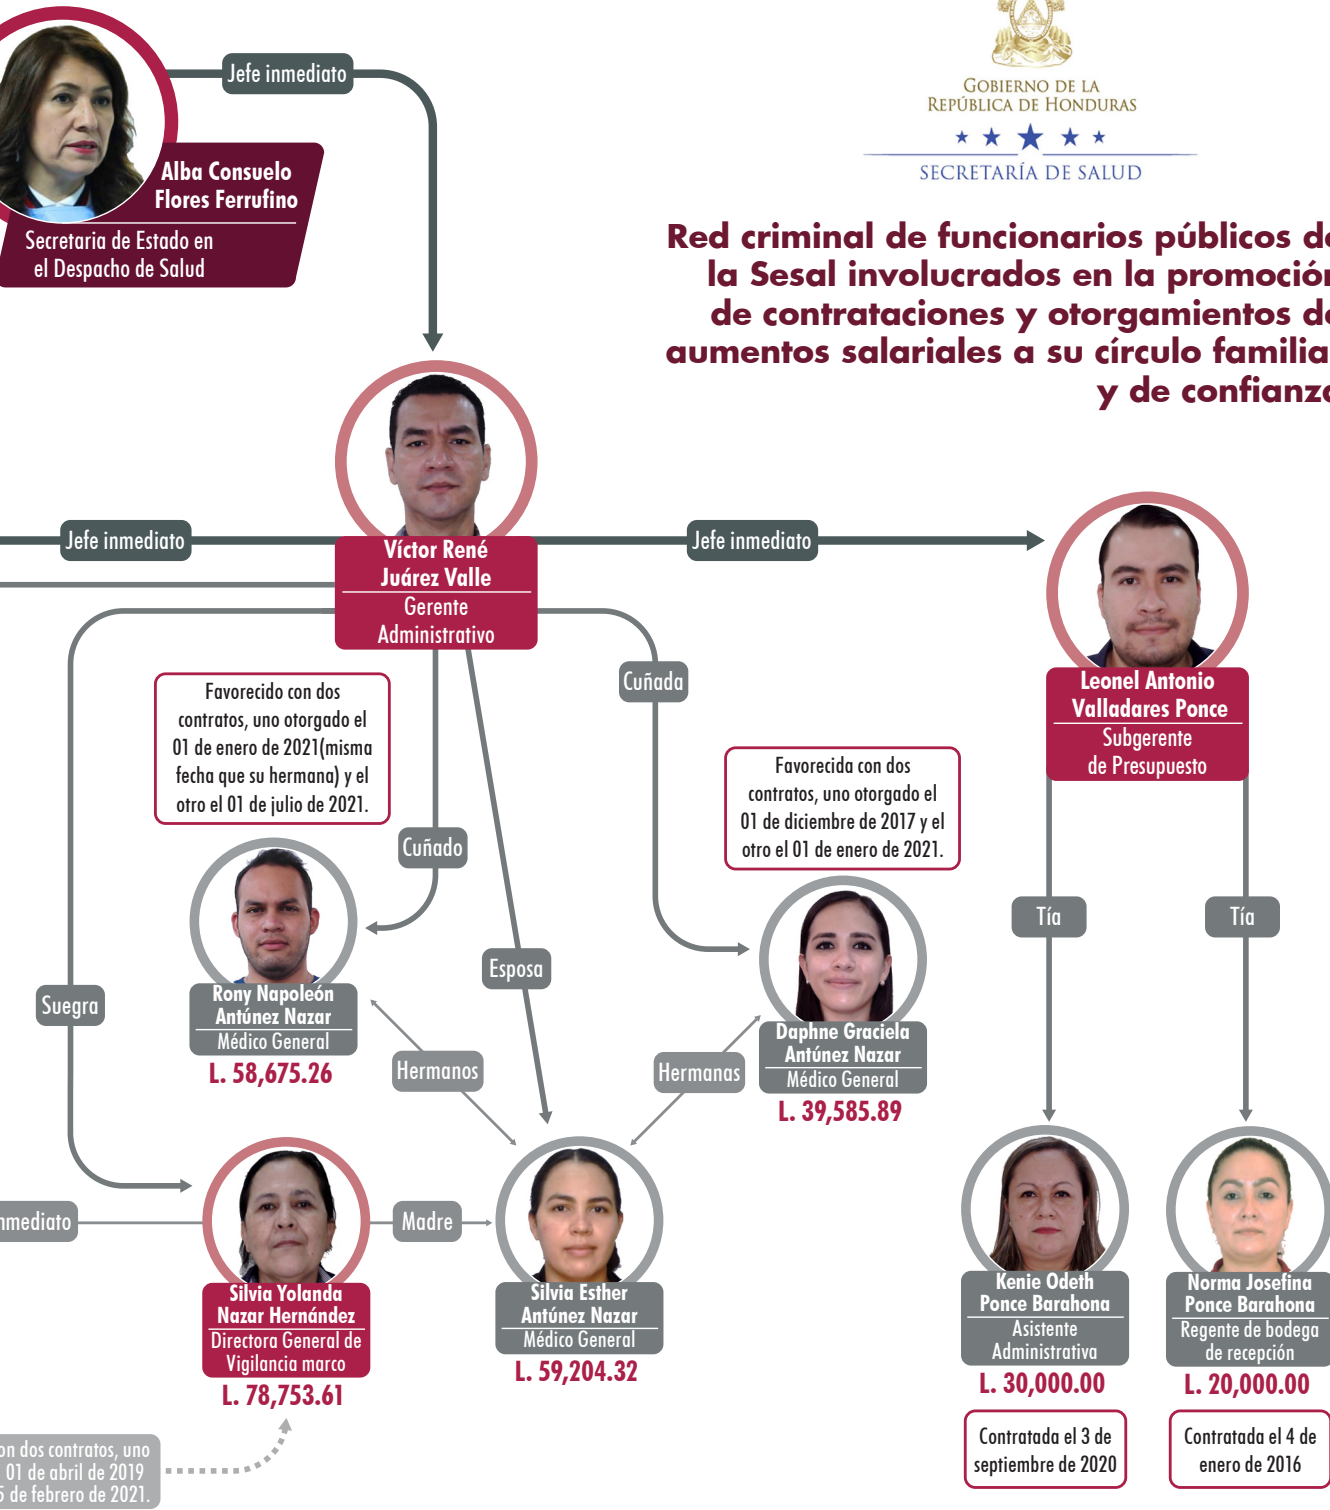 Jefe inmediato
Alba Consuelo
Flores Ferrufino
Secretaria de Estado en
el Despacho de Salud
GOBIERNO DE LA
REPÚBLICA DE HONDURAS
SECRETARÍA DE SALUD
Red criminal de funcionarios públicos de
la Sesal involucrados en la promoción
de contrataciones y otorgamientos de
aumentos salariales a su círculo familiar
y de confianza
Jefe inmediato
Víctor René
Juárez Valle
Gerente
Administrativo
Jefe inmediato
Leonel Antonio
Valladares Ponce
Subgerente
de Presupuesto
Favorecido con dos
contratos, uno otorgado el
01 de enero de 2021(misma
fecha que su hermana) y el
otro el 01 de julio de 2021.
Cuñada
Favorecida con dos
contratos, uno otorgado el
01 de diciembre de 2017 y el
otro el 01 de enero de 2021.
Cuñado
Tía
Tía
Esposa
Suegra
Rony Napoleón
Antúnez Nazar
Médico General
L. 58,675.26
Hermanos
Hermanas
Daphne Graciela
Antúnez Nazar
Médico General
L. 39,585.89
nmediato
Madre
Silvia Yolanda
Nazar Hernández
Directora General de
Vigilancia marco
L. 78,753.61
Silvia Esther
Antúnez Nazar
Médico General
L. 59,204.32
Kenie Odeth
Ponce Barahona
Asistente
Administrativa
L. 30,000.00
Norma Josefina
Ponce Barahona
Regente de bodega
de recepción
L. 20,000.00
on dos contratos, uno
01 de abril de 2019
5 de febrero de 2021.
Contratada el 3 de
septiembre de 2020
Contratada el 4 de
enero de 2016